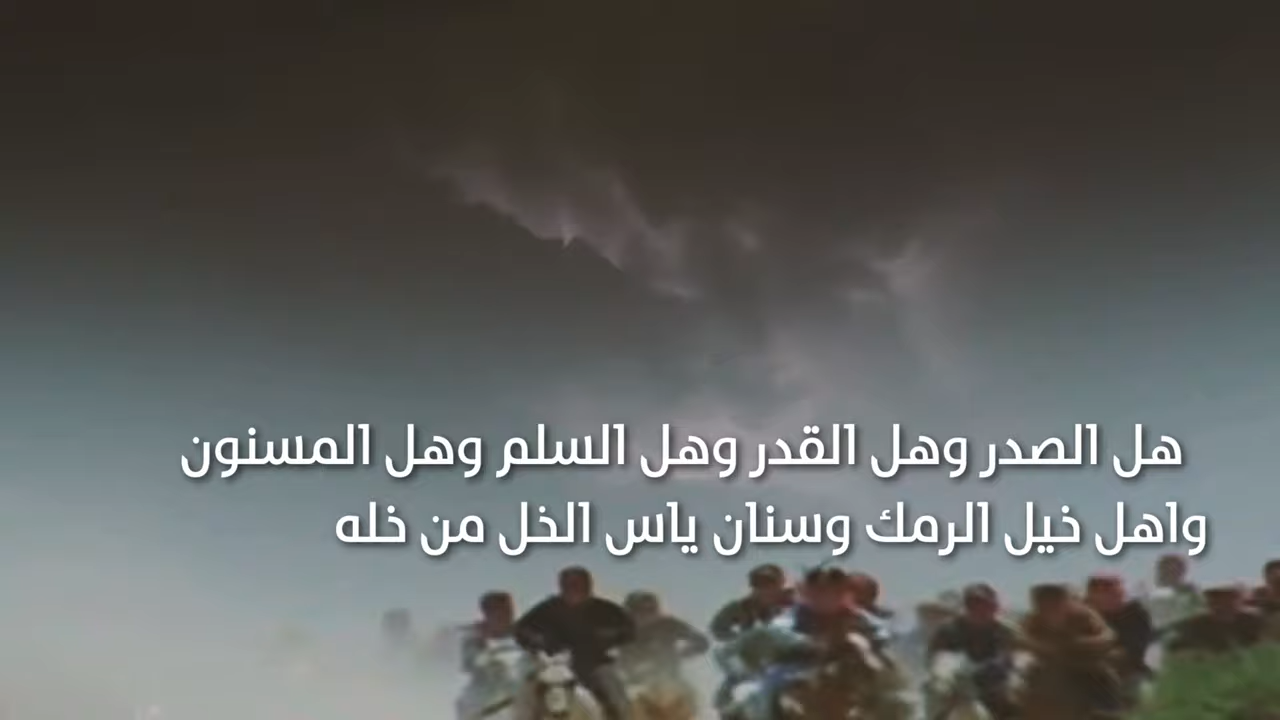 هل الصدر وهل القدر وهل السلم وهل المسنون
واهل خيل الرمك وسنان ياس الخل من خله